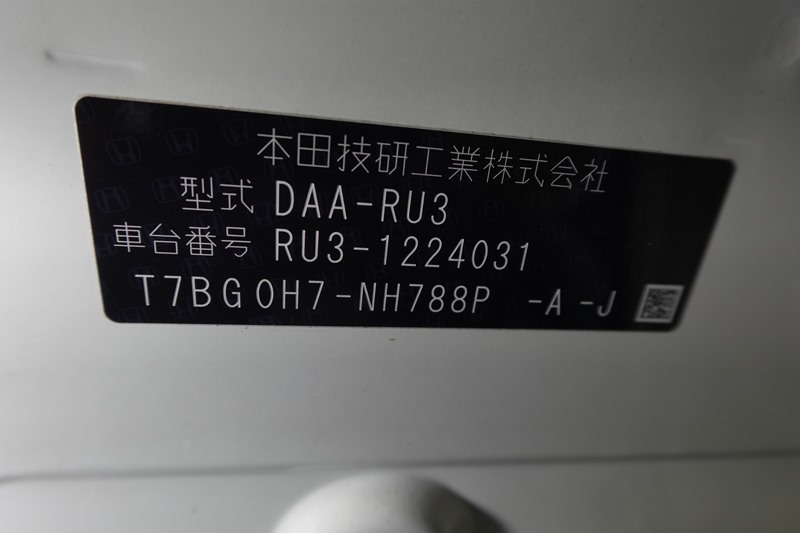 本田技研工業株式会社
型式 DAA-RU3
車台番号 RU3-1224031
T7BG0H7-NH788P -A -J